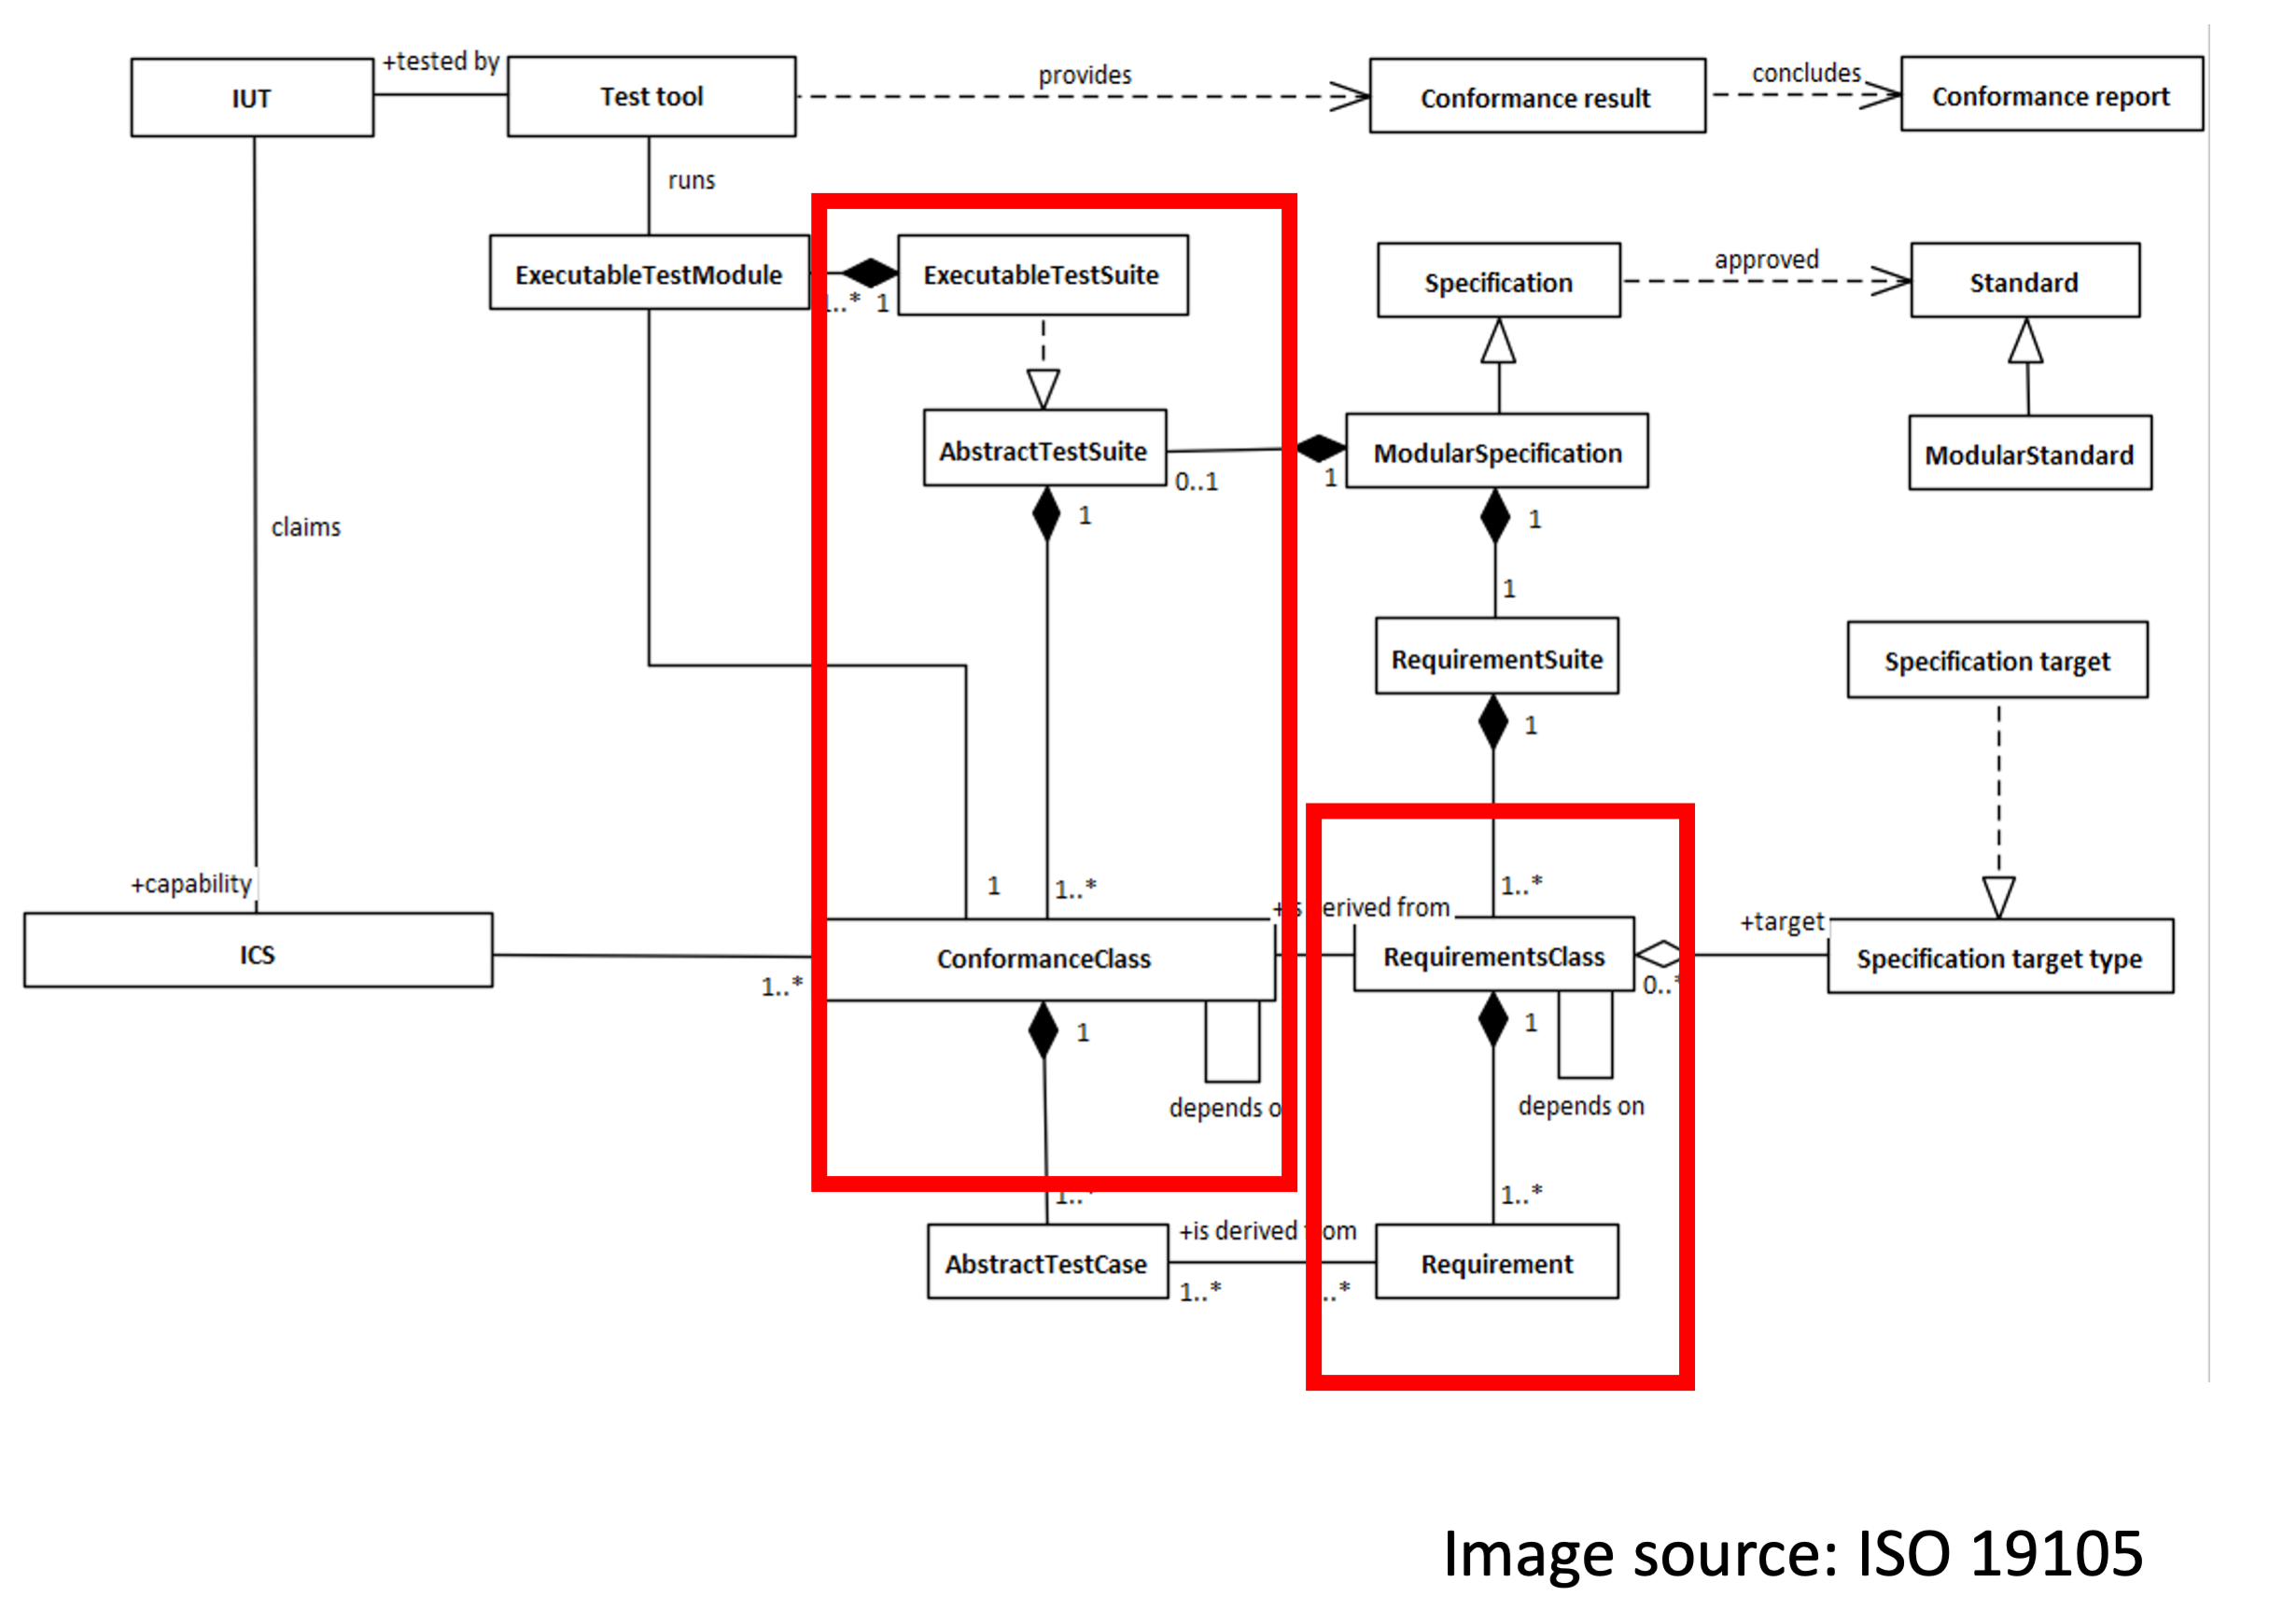 +tested by
IUT
Test tool
provides
Conformance result
concludes
Conformance report
runs
ExecutableTestModule
..* 1
ExecutableTestSuite
Specification
approved
Standard
AbstractTestSuite
0..1
1
ModularSpecification
ModularStandard
1
1
claims
1
RequirementSuite
Specification target
1
+capability
1
1..*
1..*
+is derived from
+target
ICS
1..*
ConformanceClass
RequirementsClass
0..*
Specification target type
1
1
depends o
depends on
1..*
1..*
+is derived from
AbstractTestCase
Requirement
1..*
..*
Image source: ISO 19105